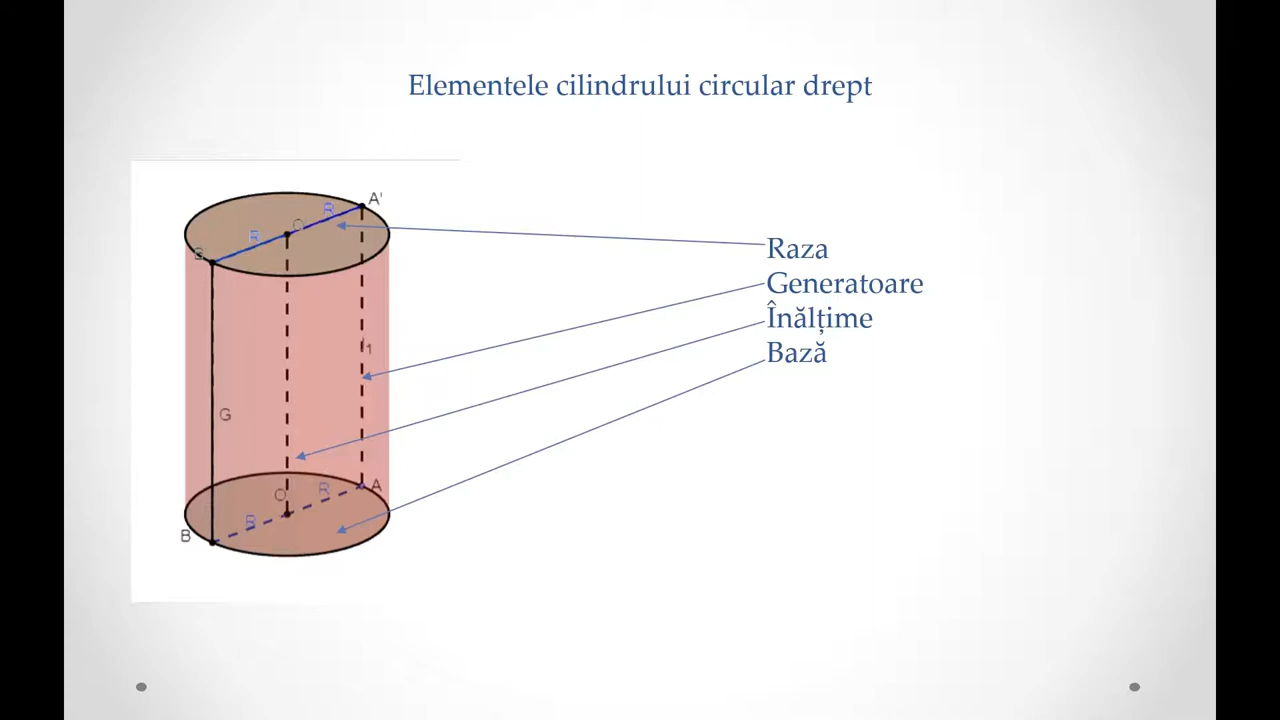 Elementele cilindrului circular drept
A'
R
O
R
B
Raza
Generatoare
Înălțime
Bază
G
O
R
A
R
B